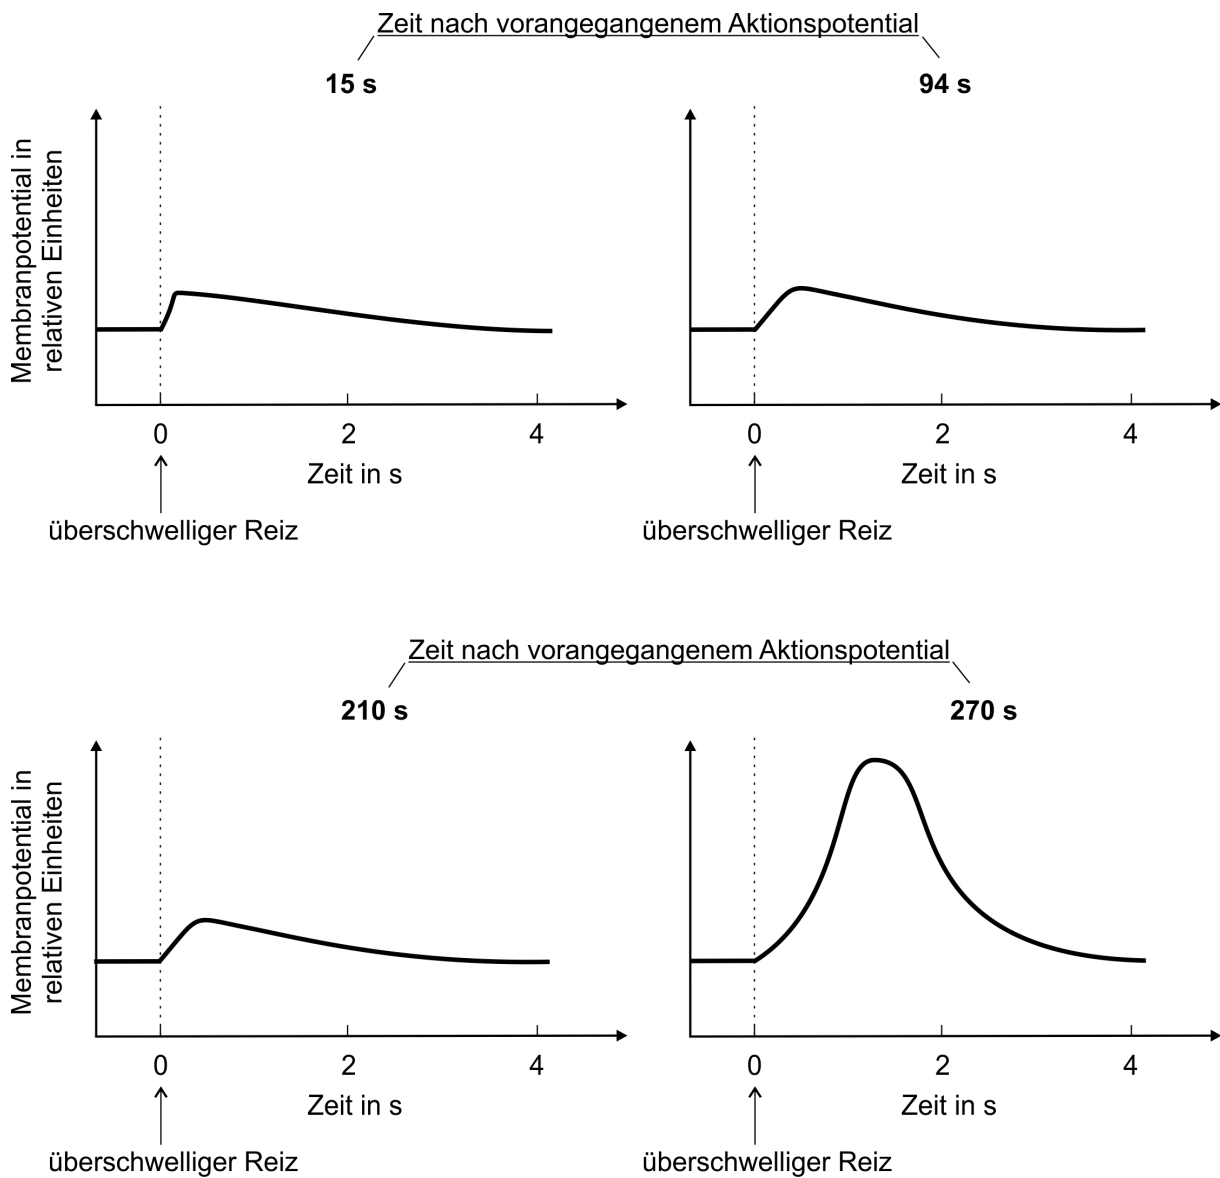 Zeit nach vorangegangenem Aktionspotential
15 s
94 s
Membranpotential in
relativen Einheiten
0
2
4
0
2
4
Zeit in s
Zeit in s
überschwelliger Reiz
überschwelliger Reiz
Zeit nach vorangegangenem Aktionspotential
210 s
270 s
Membranpotential in
relativen Einheiten
0
2
4
0
2
4
Zeit in s
Zeit in s
überschwelliger Reiz
überschwelliger Reiz